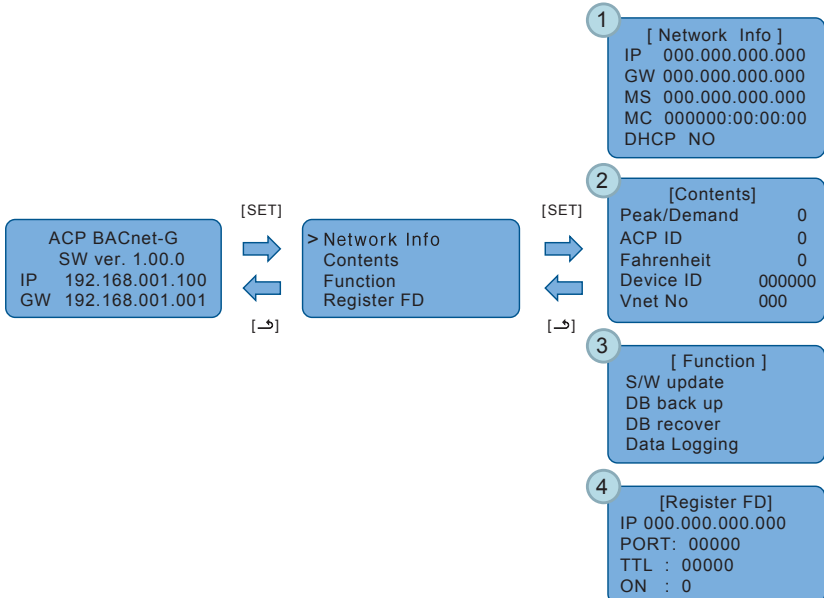 ACP BACnet-G
SW ver. 1.00.0
IP 192.168.001.100
GW 192.168.001.001
[SET]
[⮌]
> Network Info
Contents
Function
Register FD
[SET]
[⮌]
1
[ Network Info ]
IP 000.000.000.000
GW 000.000.000.000
MS 000.000.000.000
MC 000000:00:00:00
DHCP NO
2
[Contents]
Peak/Demand 0
ACP ID 0
Fahrenheit 0
Device ID 000000
Vnet No 000
3
[ Function ]
S/W update
DB back up
DB recover
Data Logging
4
[Register FD]
IP 000.000.000.000
PORT: 00000
TTL : 00000
ON : 0